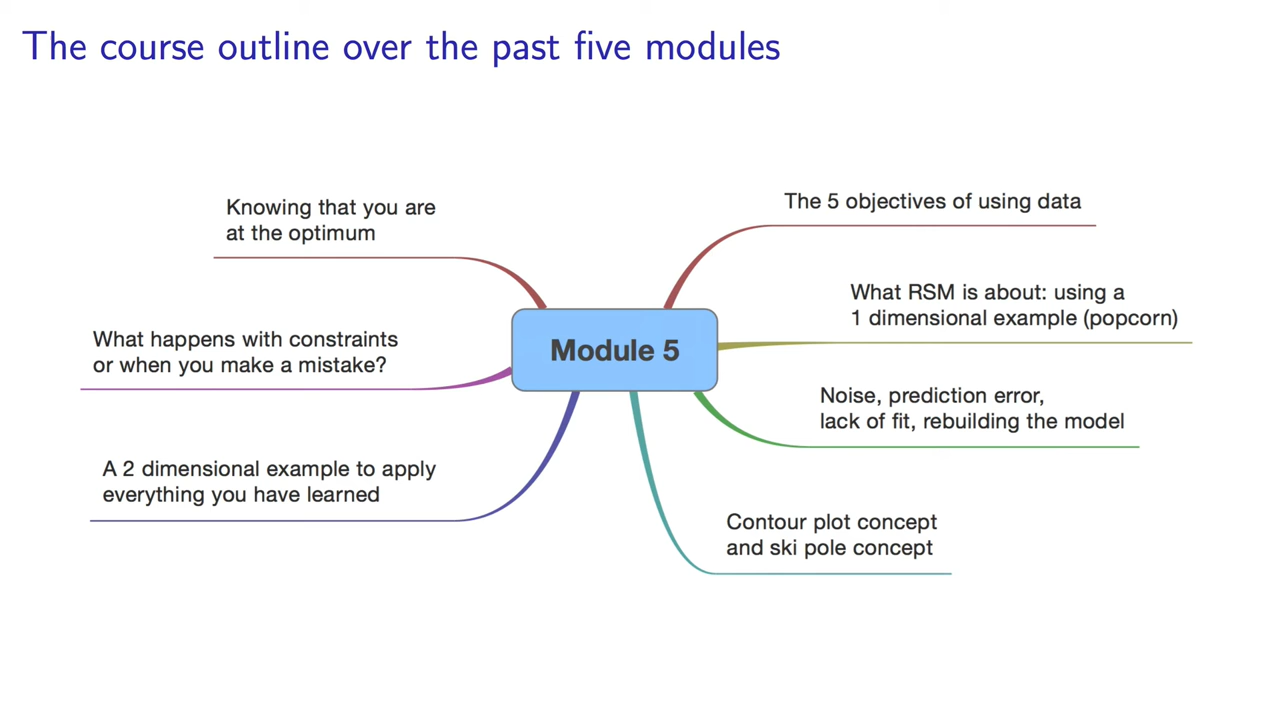 The course outline over the past five modules
Knowing that you are
at the optimum
The 5 objectives of using data
What RSM is about: using a
1 dimensional example (popcorn)
What happens with constraints
or when you make a mistake?
Module 5
Noise, prediction error,
lack of fit, rebuilding the model
A 2 dimensional example to apply
everything you have learned
Contour plot concept
and ski pole concept